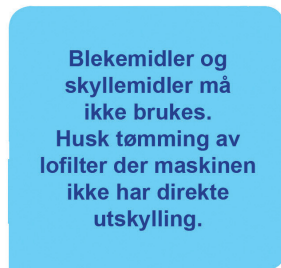 Blekemidler og
skyllemidler må
ikke brukes.
Husk tømming av
lofilter der maskinen
ikke har direkte
utskylling.